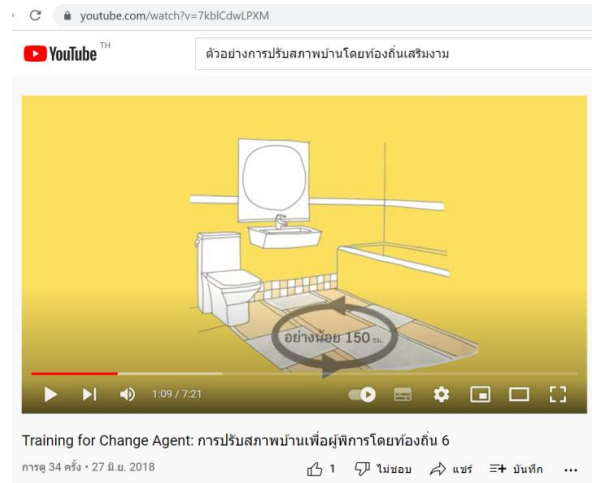 youtube.com/watch?v=7kblCdwLPXM
YouTube TH
ตัวอย่างการปรับสภาพบ้านโดยท้องถิ่นเสริมงาม
อย่างน้อย 150 ซม.
1:09 / 7:21
Training for Change Agent: การปรับสภาพบ้านเพื่อผู้พิการโดยท้องถิ่น 6
การดู 34 ครั้ง • 27 มิ.ย. 2018
1 ไม่ชอบ แชร์ บันทึก